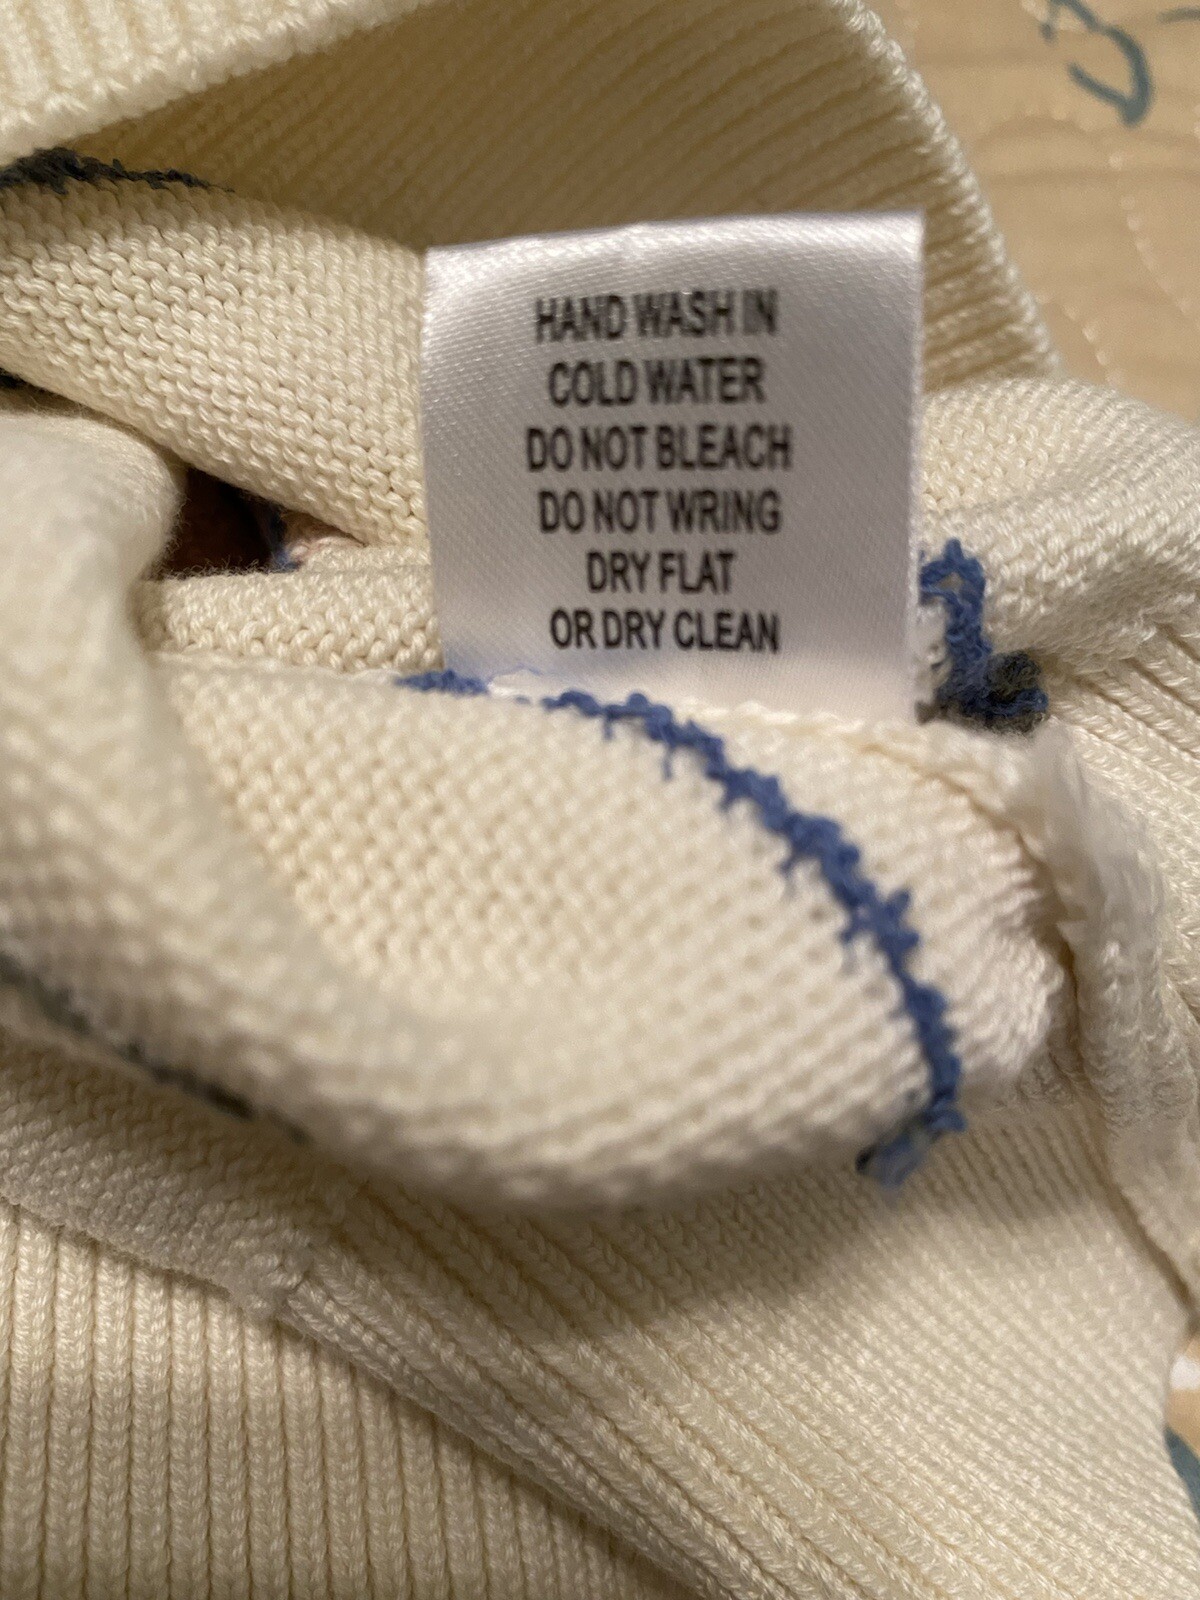 HAND WASH IN
COLD WATER
DO NOT BLEACH
DO NOT WRING
DRY FLAT
OR DRY CLEAN